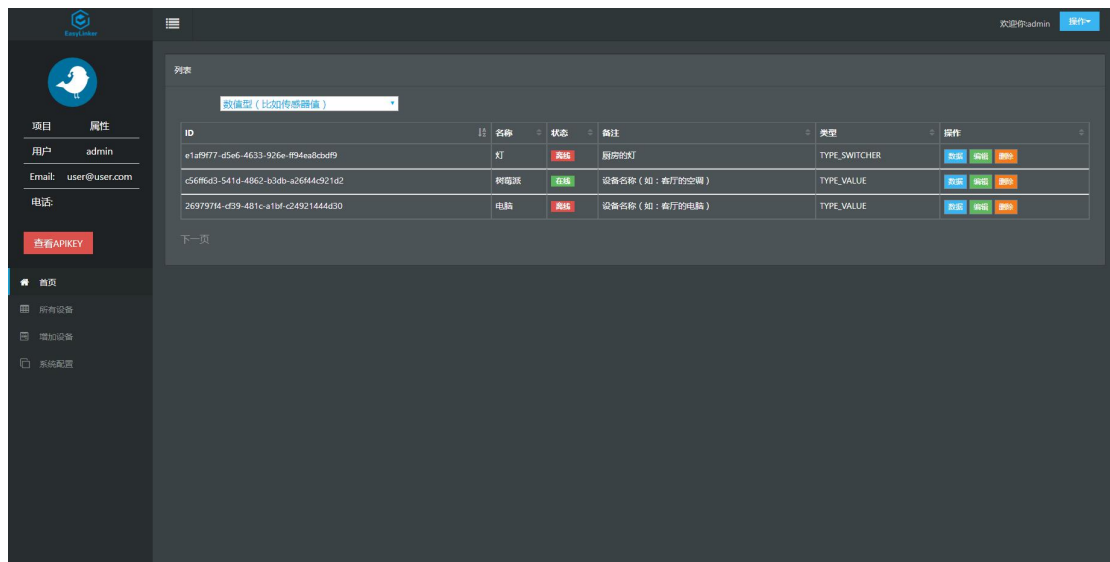 EasyLinker
欢迎你:admin 操作
列表
数值型（比如传感器值）
项目 属性
用户 admin
Email: user@user.com
电话:
查看APIKEY
首页
所有设备
增加设备
系统配置
ID 名称 状态 备注 类型 操作
e1af9f77-d5e6-4633-926e-ff94ea8cbdf9 灯 离线 厨房的灯 TYPE_SWITCHER 数据 编辑 删除
c56ff6d3-541d-4862-b3db-a26f44c921d2 树莓派 在线 设备名称（如：客厅的空调） TYPE_VALUE 数据 编辑 删除
269797f4-cf39-481c-a1bf-c24921444d30 电脑 离线 设备名称（如：客厅的电脑） TYPE_VALUE 数据 编辑 删除
下一页